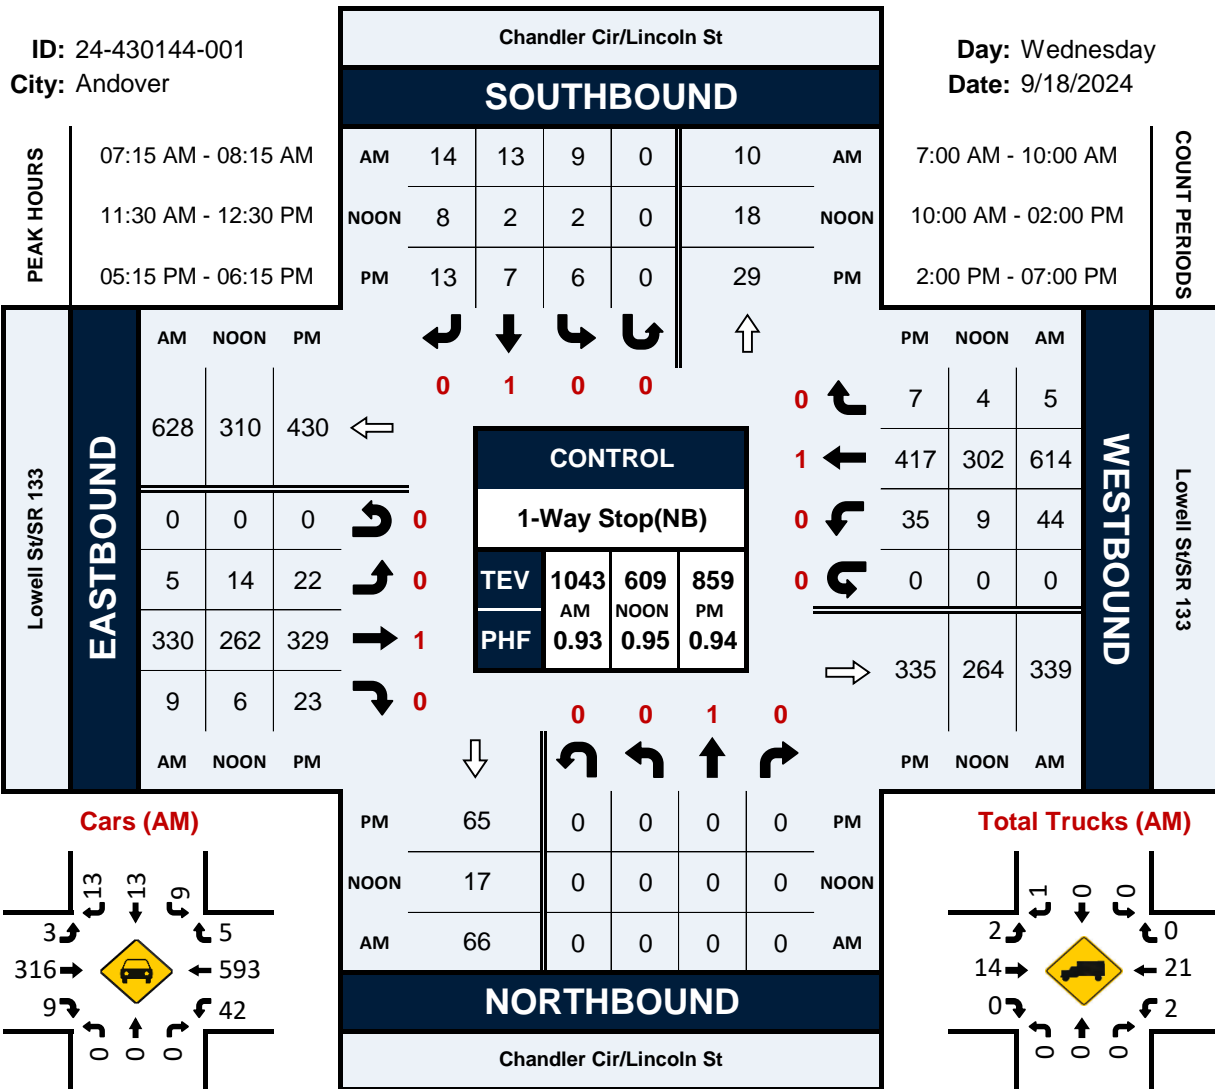 ID: 24-430144-001
City: Andover
Chandler Cir/Lincoln St
SOUTHBOUND
Day: Wednesday
Date: 9/18/2024
PEAK HOURS
07:15 AM - 08:15 AM
11:30 AM - 12:30 PM
05:15 PM - 06:15 PM
AM 14 13 9 0 10 AM
NOON 8 2 2 0 18 NOON
PM 13 7 6 0 29 PM
7:00 AM - 10:00 AM
10:00 AM - 02:00 PM
2:00 PM - 07:00 PM
COUNT PERIODS
0 1 0 0
Lowell St/SR 133
EASTBOUND
AM NOON PM
628 310 430
0 0 0 0
5 14 22 0
330 262 329 1
9 6 23 0
AM NOON PM
CONTROL
1-Way Stop(NB)
TEV 1043 609 859
AM NOON PM
PHF 0.93 0.95 0.94
PM NOON AM
0 7 4 5
1 417 302 614
0 35 9 44
0 0 0 0
335 264 339
PM NOON AM
WESTBOUND
Lowell St/SR 133
0 0 1 0
PM 65 0 0 0 0 PM
NOON 17 0 0 0 0 NOON
AM 66 0 0 0 0 AM
NORTHBOUND
Chandler Cir/Lincoln St
Cars (AM)
13 13 9
3 5
316 593
9 42
0 0 0
Total Trucks (AM)
1 0 0
2 0
14 21
0 2
0 0 0